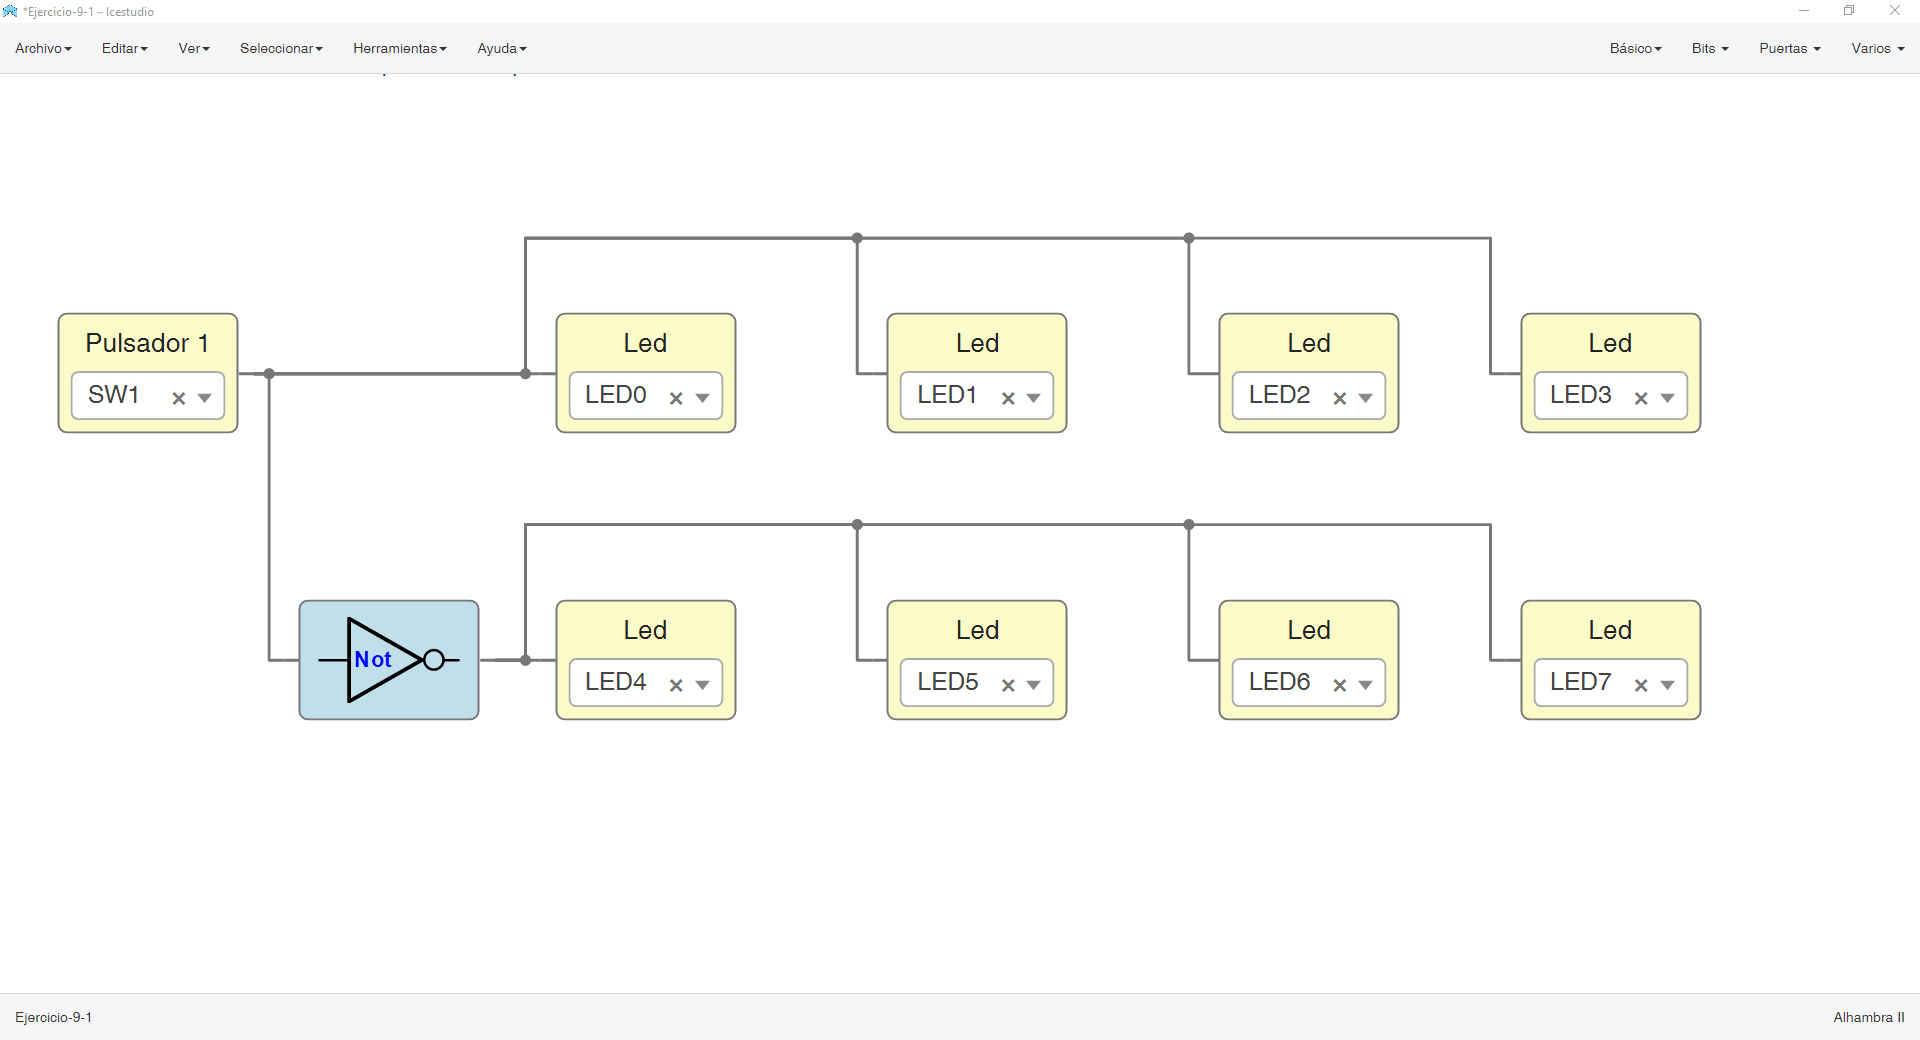 *Ejercicio-9-1 – Icestudio
Archivo Editar Ver Seleccionar Herramientas Ayuda Básico Bits Puertas Varios
Pulsador 1 Led Led Led Led
SW1 LED0 LED1 LED2 LED3
Led Led Led Led
Not LED4 LED5 LED6 LED7
Ejercicio-9-1 Alhambra II